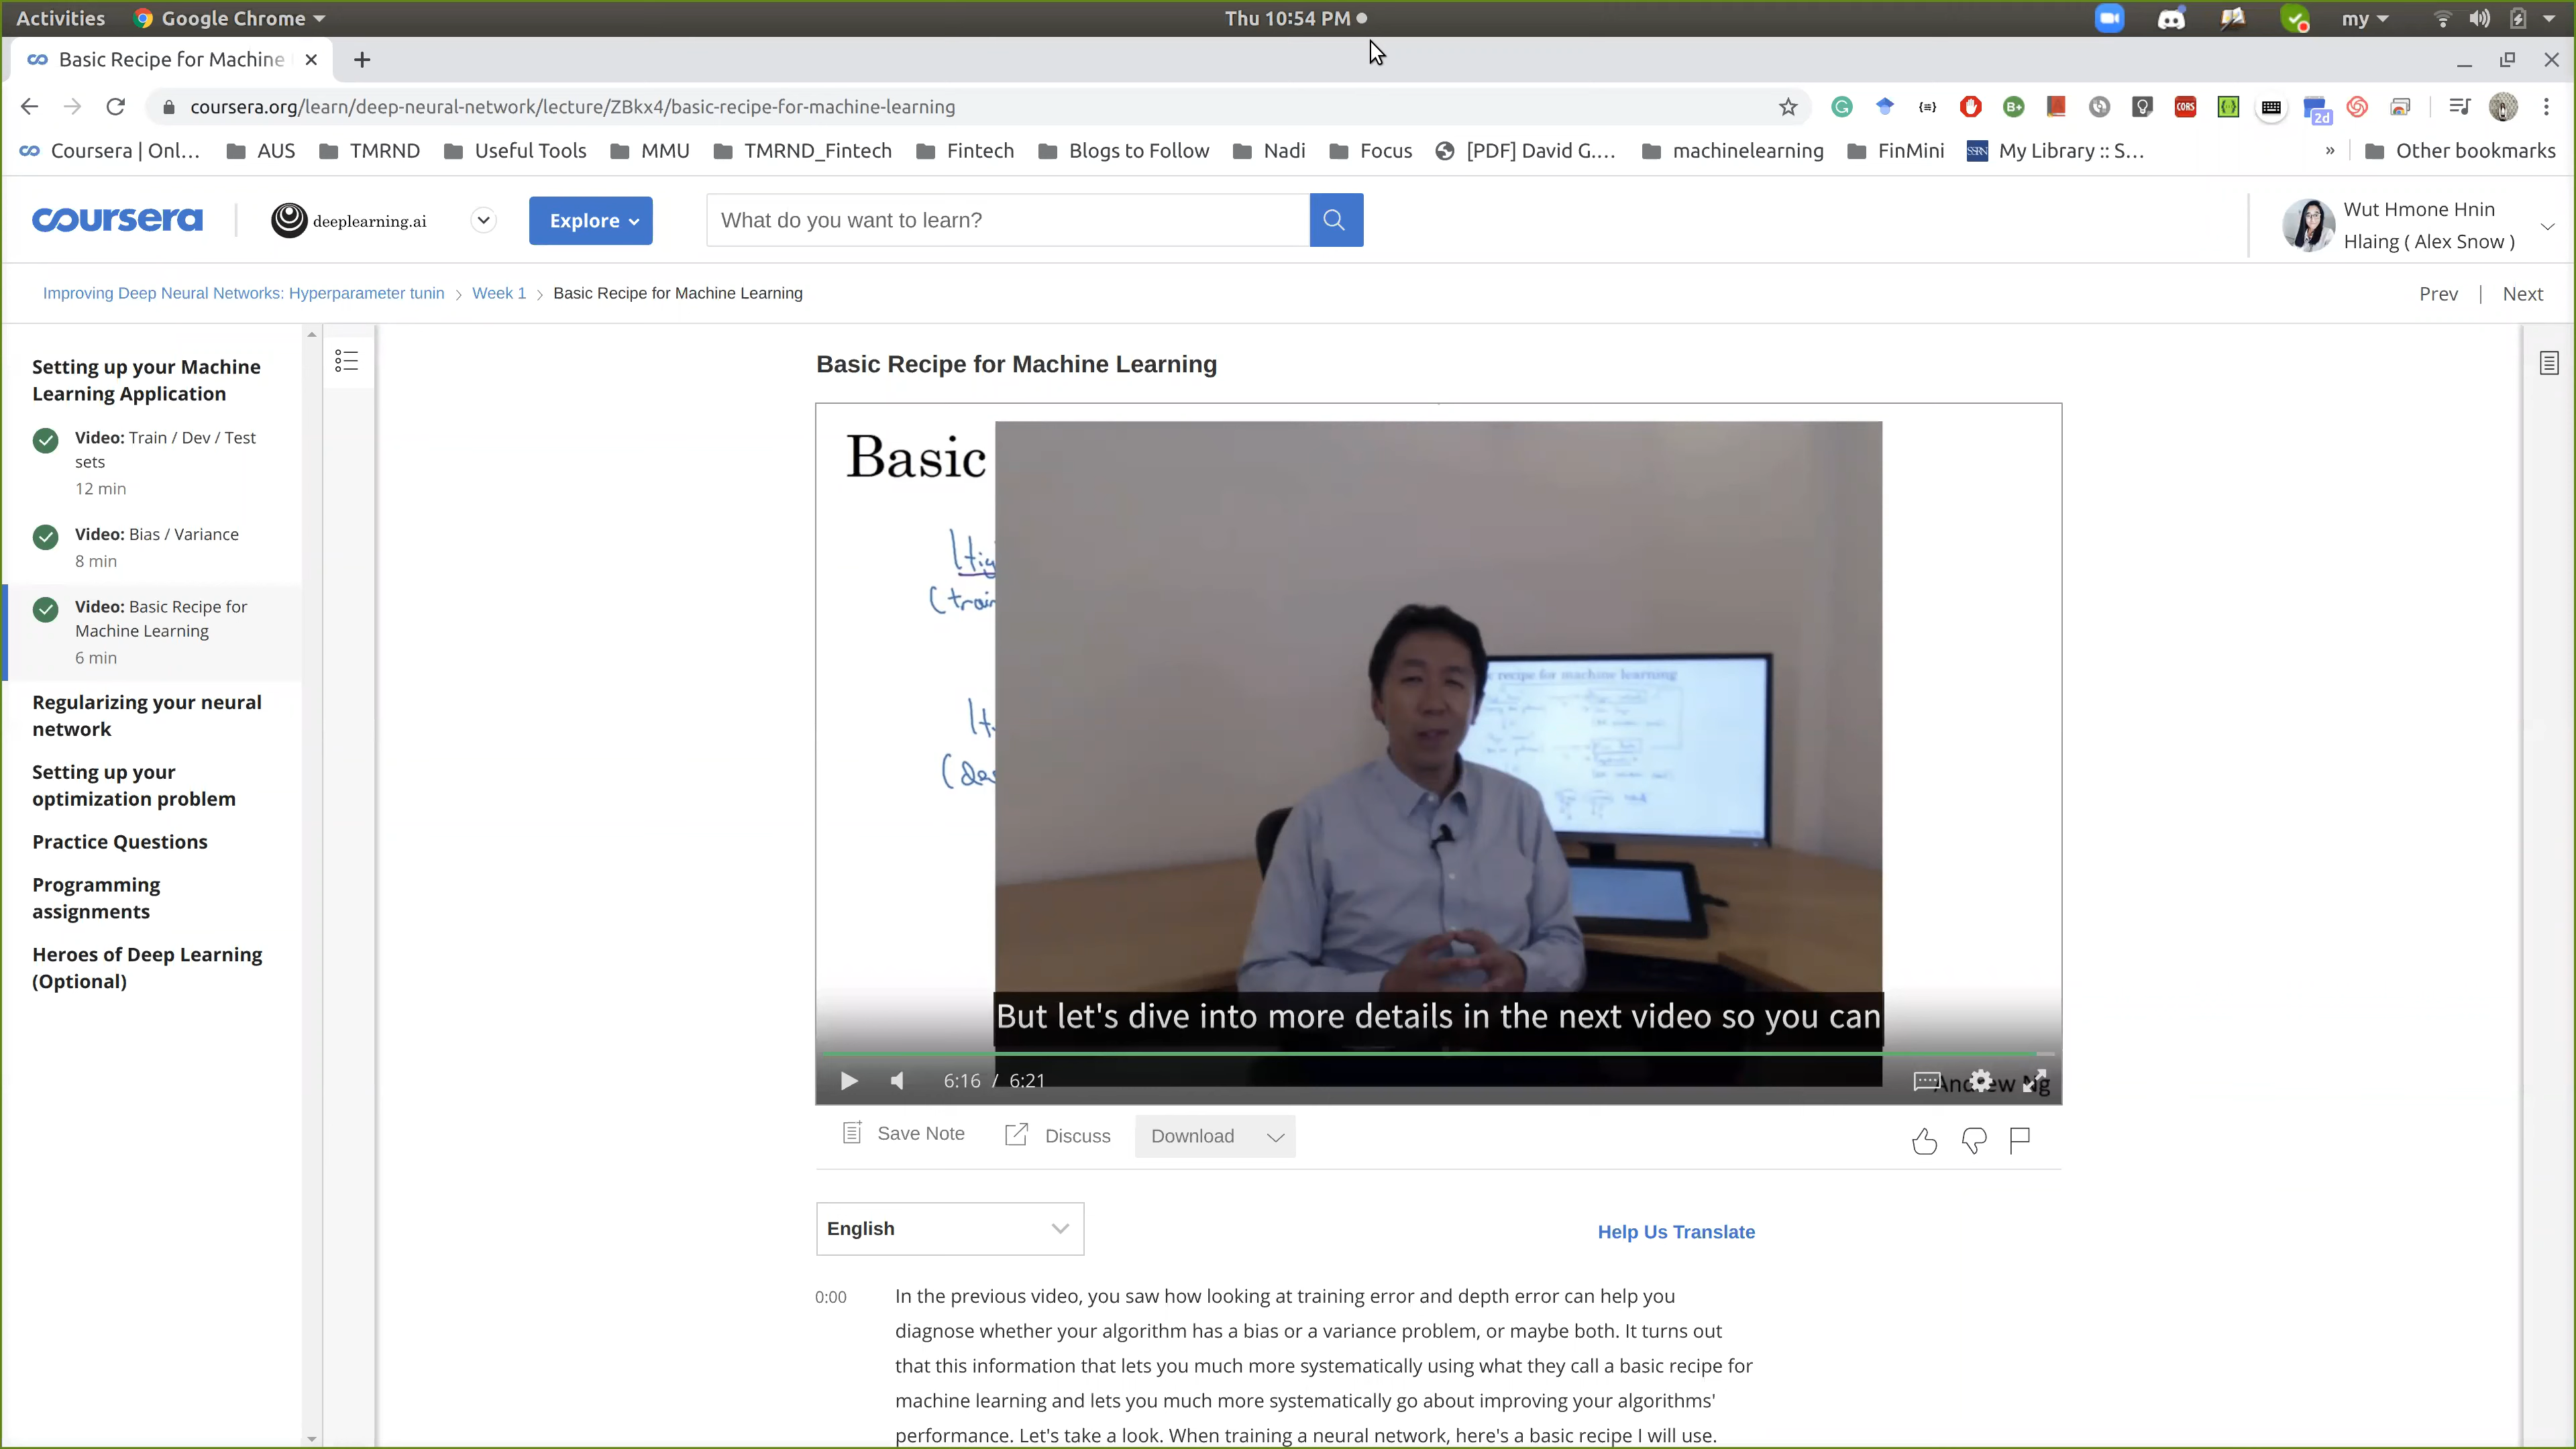 Activities
Google Chrome
Thu 10:54 PM
my
Basic Recipe for Machine
coursera.org/learn/deep-neural-network/lecture/ZBkx4/basic-recipe-for-machine-learning
CORS
2d
Coursera | Onl...
AUS
TMRND
Useful Tools
MMU
TMRND_Fintech
Fintech
Blogs to Follow
Nadi
Focus
[PDF] David G....
machinelearning
FinMini
SSRN
My Library :: S...
»
Other bookmarks
coursera
deeplearning.ai
Explore
What do you want to learn?
Wut Hmone Hnin
Hlaing ( Alex Snow )
Improving Deep Neural Networks: Hyperparameter tunin
Week 1
Basic Recipe for Machine Learning
Prev | Next
Setting up your Machine
Learning Application
Video: Train / Dev / Test
sets
12 min
Video: Bias / Variance
8 min
Video: Basic Recipe for
Machine Learning
6 min
Regularizing your neural
network
Setting up your
optimization problem
Practice Questions
Programming
assignments
Heroes of Deep Learning
(Optional)
Basic Recipe for Machine Learning
Basic
recipe for machine learning
But let's dive into more details in the next video so you can
6:16 / 6:21
Andrew Ng
Save Note
Discuss
Download
English
Help Us Translate
0:00
In the previous video, you saw how looking at training error and depth error can help you
diagnose whether your algorithm has a bias or a variance problem, or maybe both. It turns out
that this information that lets you much more systematically using what they call a basic recipe for
machine learning and lets you much more systematically go about improving your algorithms'
performance. Let's take a look. When training a neural network, here's a basic recipe I will use.